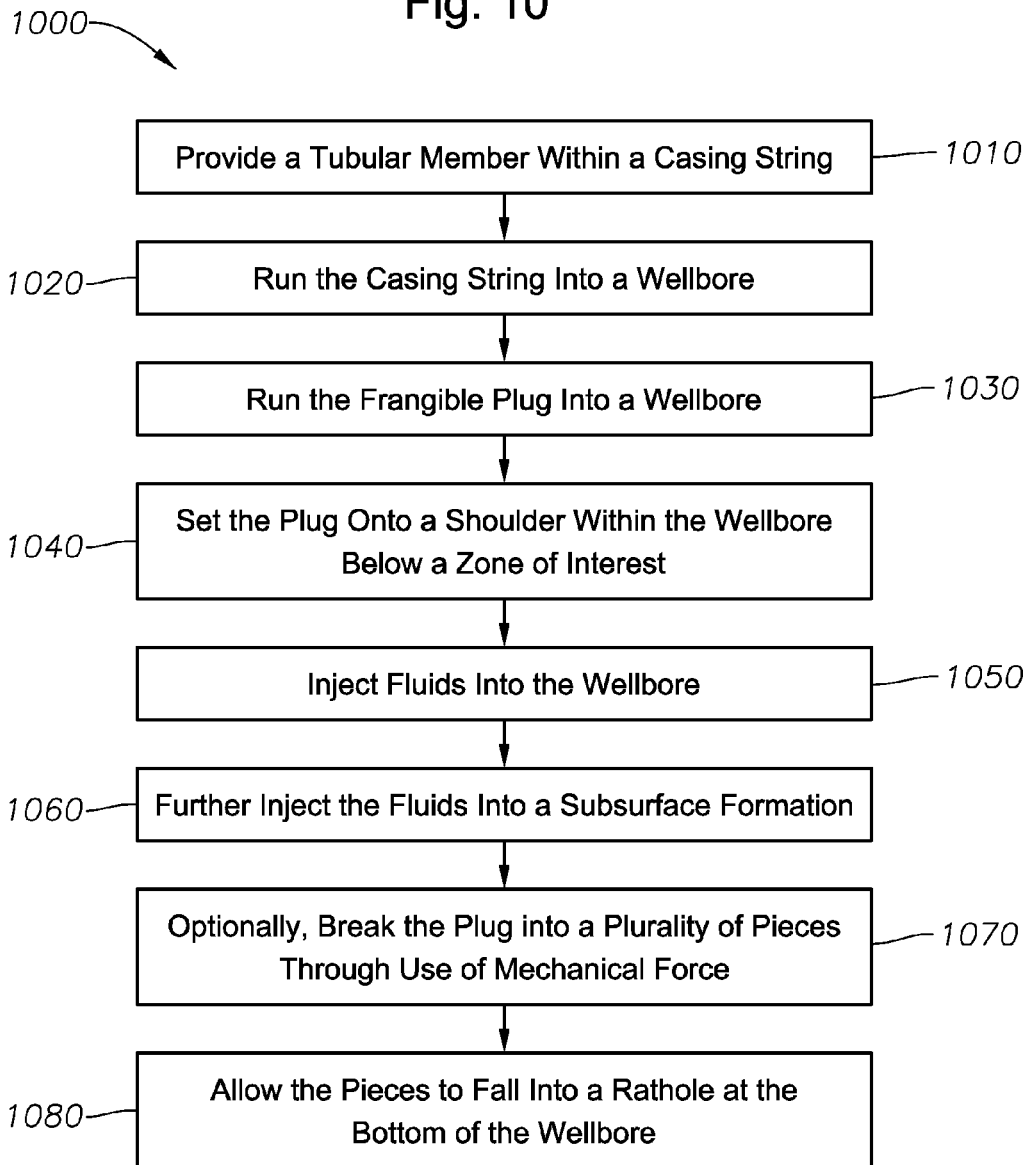 Fig. 10
1000
Provide a Tubular Member Within a Casing String
1010
1020
Run the Casing String Into a Wellbore
Run the Frangible Plug Into a Wellbore
1030
1040
Set the Plug Onto a Shoulder Within the Wellbore
Below a Zone of Interest
Inject Fluids Into the Wellbore
1050
1060
Further Inject the Fluids Into a Subsurface Formation
Optionally, Break the Plug into a Plurality of Pieces
Through Use of Mechanical Force
1070
1080
Allow the Pieces to Fall Into a Rathole at the
Bottom of the Wellbore